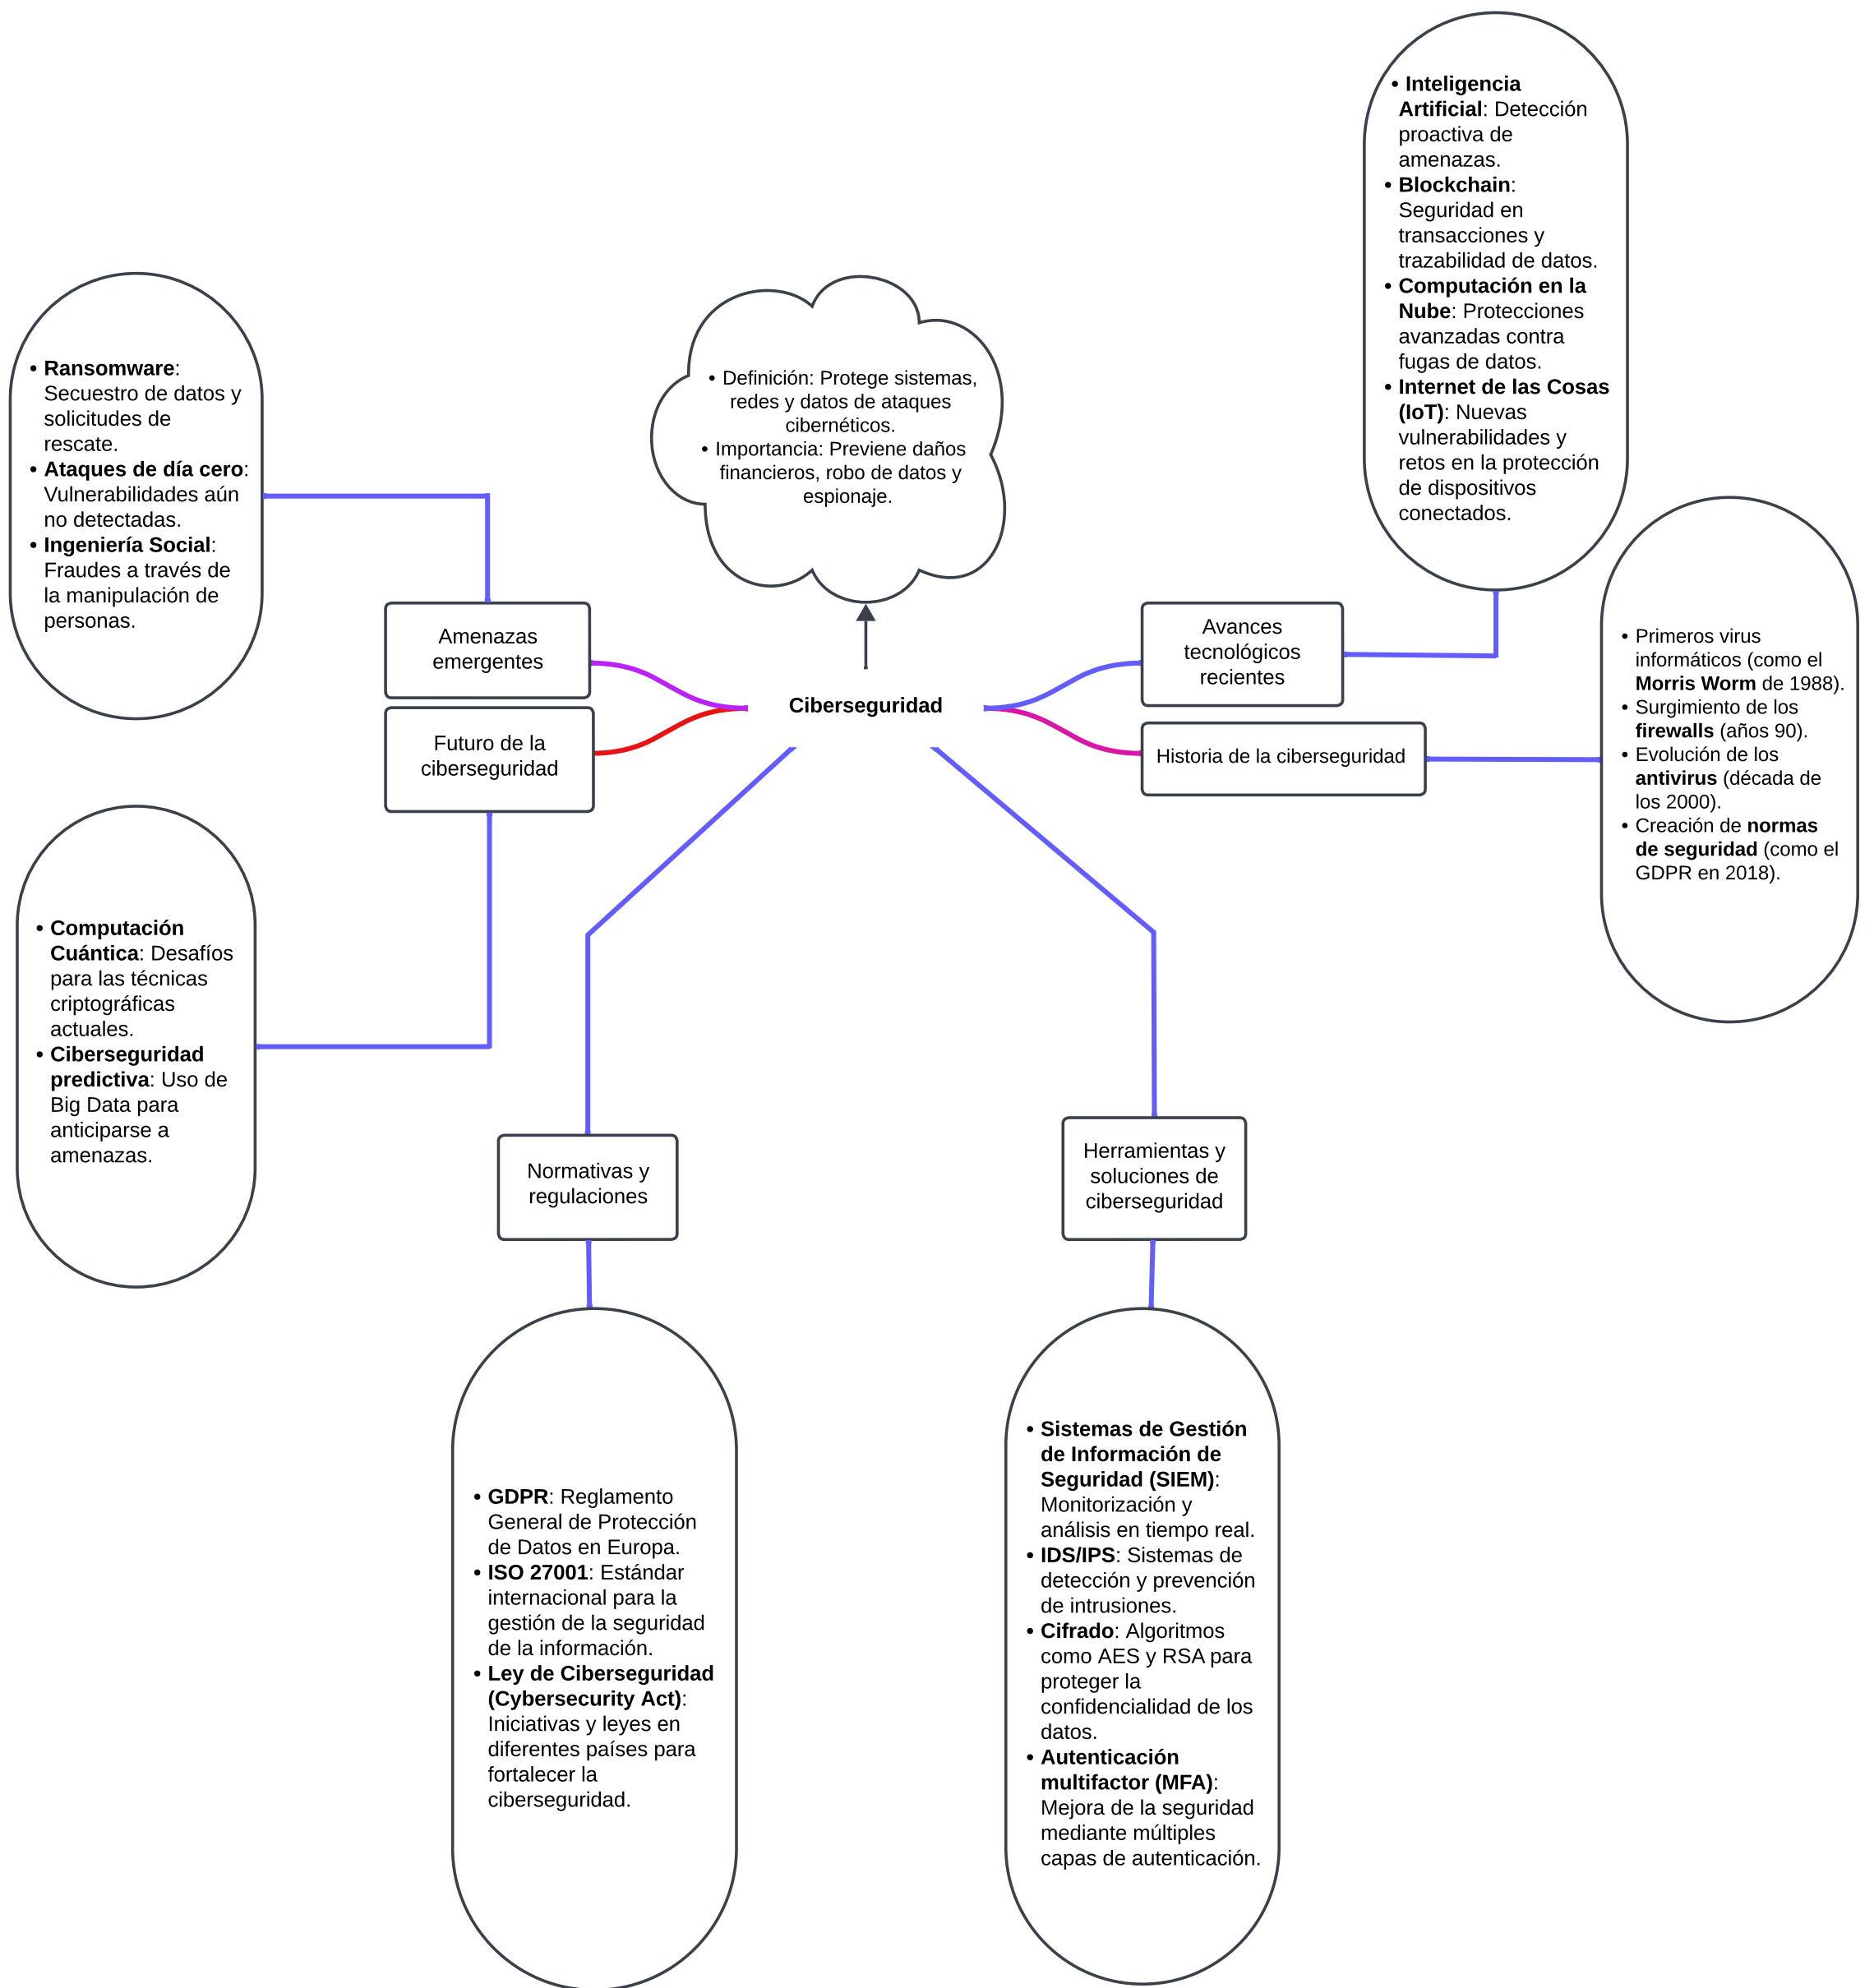 • Inteligencia
Artificial: Detección
proactiva de
amenazas.
• Blockchain:
Seguridad en
transacciones y
trazabilidad de datos.
• Computación en la
Nube: Protecciones
avanzadas contra
fugas de datos.
• Internet de las Cosas
(IoT): Nuevas
vulnerabilidades y
retos en la protección
de dispositivos
conectados.
• Ransomware:
Secuestro de datos y
solicitudes de
rescate.
• Ataques de día cero:
Vulnerabilidades aún
no detectadas.
• Ingeniería Social:
Fraudes a través de
la manipulación de
personas.
• Definición: Protege sistemas,
redes y datos de ataques
cibernéticos.
• Importancia: Previene daños
financieros, robo de datos y
espionaje.
Amenazas
emergentes
Avances
tecnológicos
recientes
• Primeros virus
informáticos (como el
Morris Worm de 1988).
• Surgimiento de los
firewalls (años 90).
• Evolución de los
antivirus (década de
los 2000).
• Creación de normas
de seguridad (como el
GDPR en 2018).
Ciberseguridad
Futuro de la
ciberseguridad
Historia de la ciberseguridad
• Computación
Cuántica: Desafíos
para las técnicas
criptográficas
actuales.
• Ciberseguridad
predictiva: Uso de
Big Data para
anticiparse a
amenazas.
Normativas y
regulaciones
Herramientas y
soluciones de
ciberseguridad
• GDPR: Reglamento
General de Protección
de Datos en Europa.
• ISO 27001: Estándar
internacional para la
gestión de la seguridad
de la información.
• Ley de Ciberseguridad
(Cybersecurity Act):
Iniciativas y leyes en
diferentes países para
fortalecer la
ciberseguridad.
• Sistemas de Gestión
de Información de
Seguridad (SIEM):
Monitorización y
análisis en tiempo real.
• IDS/IPS: Sistemas de
detección y prevención
de intrusiones.
• Cifrado: Algoritmos
como AES y RSA para
proteger la
confidencialidad de los
datos.
• Autenticación
multifactor (MFA):
Mejora de la seguridad
mediante múltiples
capas de autenticación.